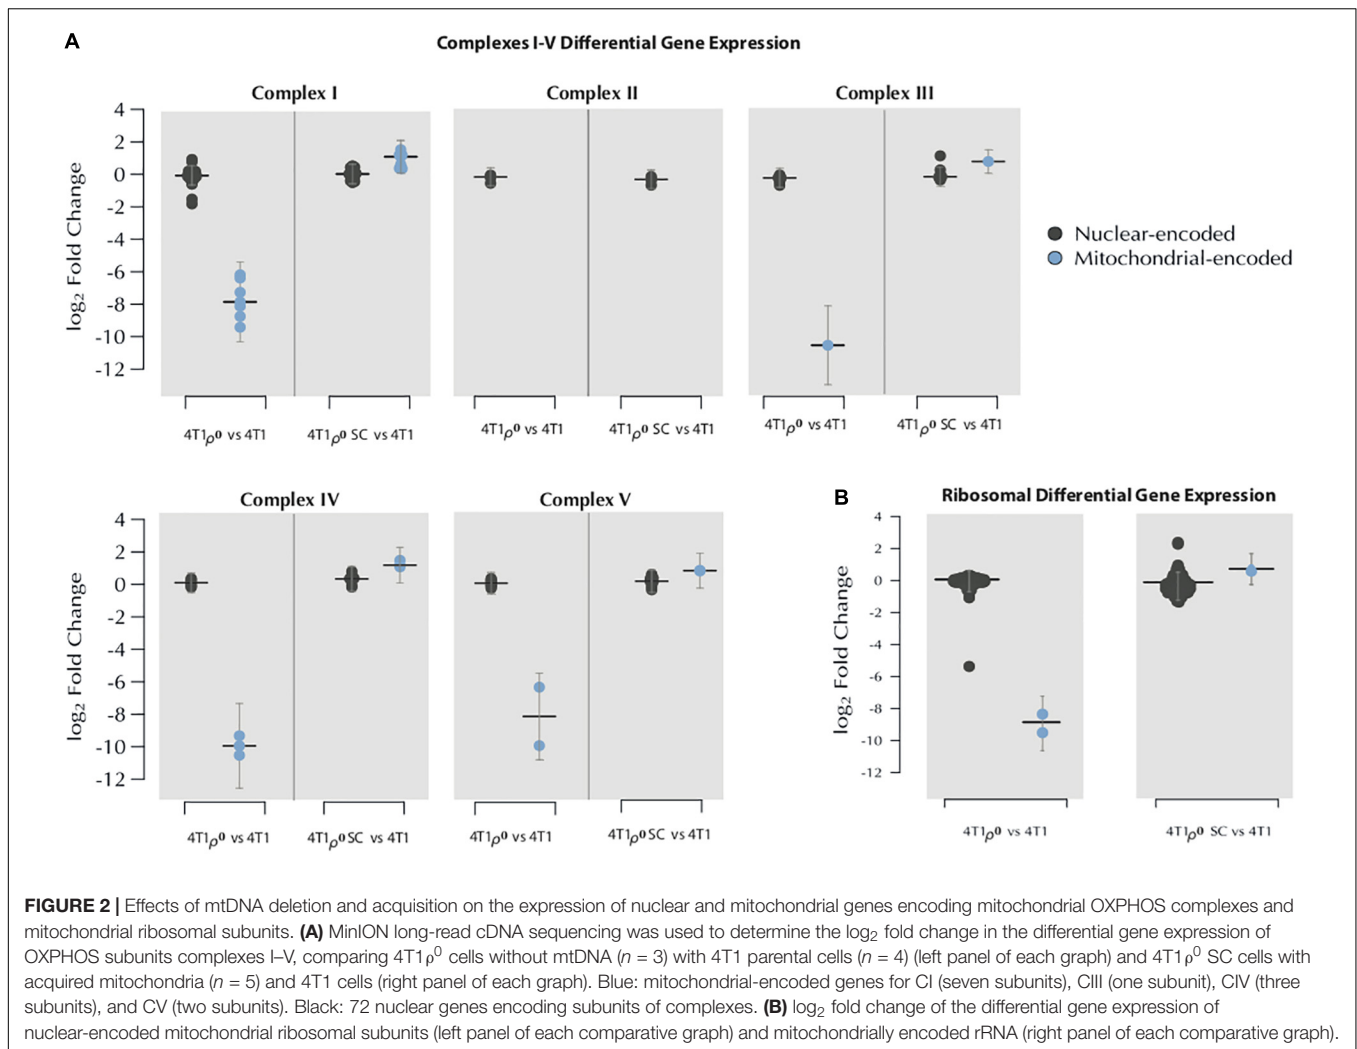 A
Complexes I-V Differential Gene Expression
Complex I
Complex II
Complex III
log2 Fold Change
4
2
0
-2
-4
-6
-8
-10
-12
Nuclear-encoded
Mitochondrial-encoded
4T1ρ⁰ vs 4T1
4T1ρ⁰ SC vs 4T1
4T1ρ⁰ vs 4T1
4T1ρ⁰ SC vs 4T1
4T1ρ⁰ vs 4T1
4T1ρ⁰ SC vs 4T1
Complex IV
Complex V
log2 Fold Change
4
2
0
-2
-4
-6
-8
-10
-12
4T1ρ⁰ vs 4T1
4T1ρ⁰ SC vs 4T1
4T1ρ⁰ vs 4T1
4T1ρ⁰ SC vs 4T1
B
Ribosomal Differential Gene Expression
log2 Fold Change
4
2
0
-2
-4
-6
-8
-10
-12
4T1ρ⁰ vs 4T1
4T1ρ⁰ SC vs 4T1
FIGURE 2 | Effects of mtDNA deletion and acquisition on the expression of nuclear and mitochondrial genes encoding mitochondrial OXPHOS complexes and
mitochondrial ribosomal subunits. (A) MinION long-read cDNA sequencing was used to determine the log2 fold change in the differential gene expression of
OXPHOS subunits complexes I–V, comparing 4T1ρ⁰ cells without mtDNA (n = 3) with 4T1 parental cells (n = 4) (left panel of each graph) and 4T1ρ⁰ SC cells with
acquired mitochondria (n = 5) and 4T1 cells (right panel of each graph). Blue: mitochondrial-encoded genes for CI (seven subunits), CIII (one subunit), CIV (three
subunits), and CV (two subunits). Black: 72 nuclear genes encoding subunits of complexes. (B) log2 fold change of the differential gene expression of
nuclear-encoded mitochondrial ribosomal subunits (left panel of each comparative graph) and mitochondrially encoded rRNA (right panel of each comparative graph).